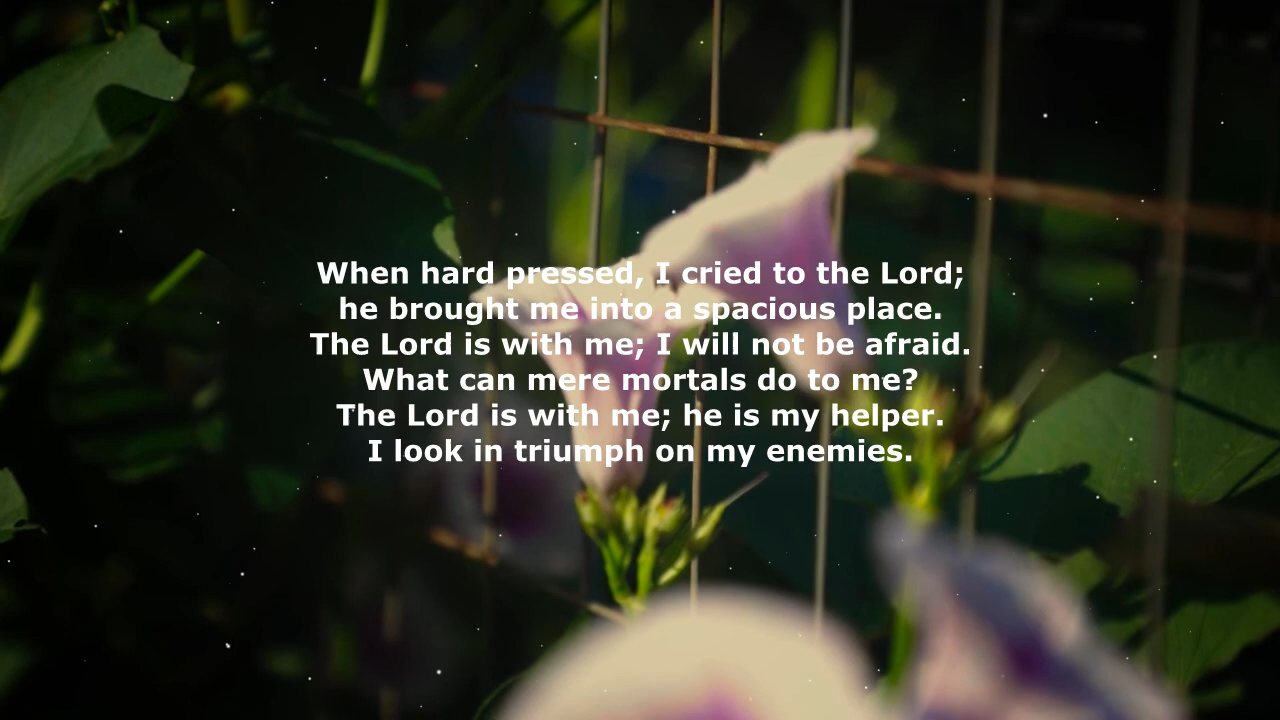 When hard pressed, I cried to the Lord;
he brought me into a spacious place.
The Lord is with me; I will not be afraid.
What can mere mortals do to me?
The Lord is with me; he is my helper.
I look in triumph on my enemies.